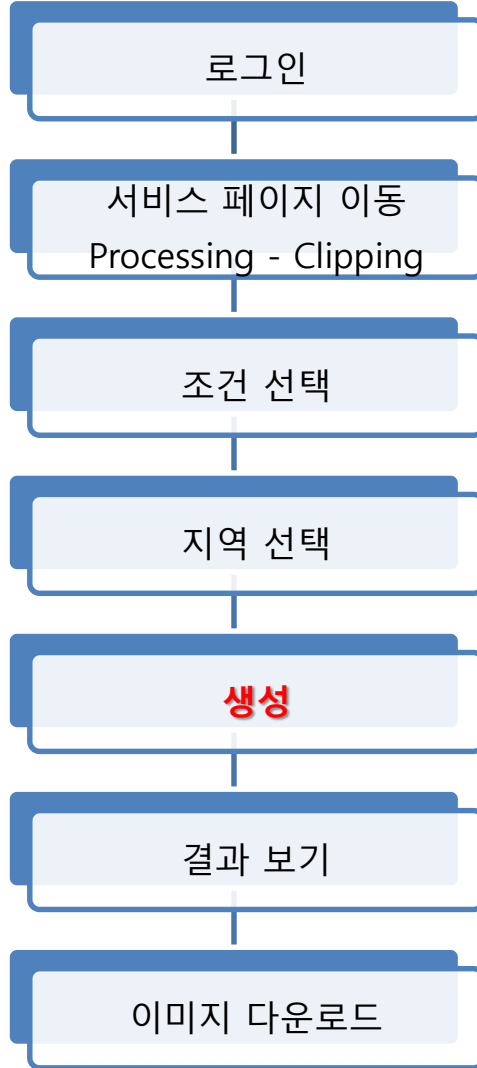 로그인
서비스 페이지 이동
Processing - Clipping
조건 선택
지역 선택
생성
결과 보기
이미지 다운로드